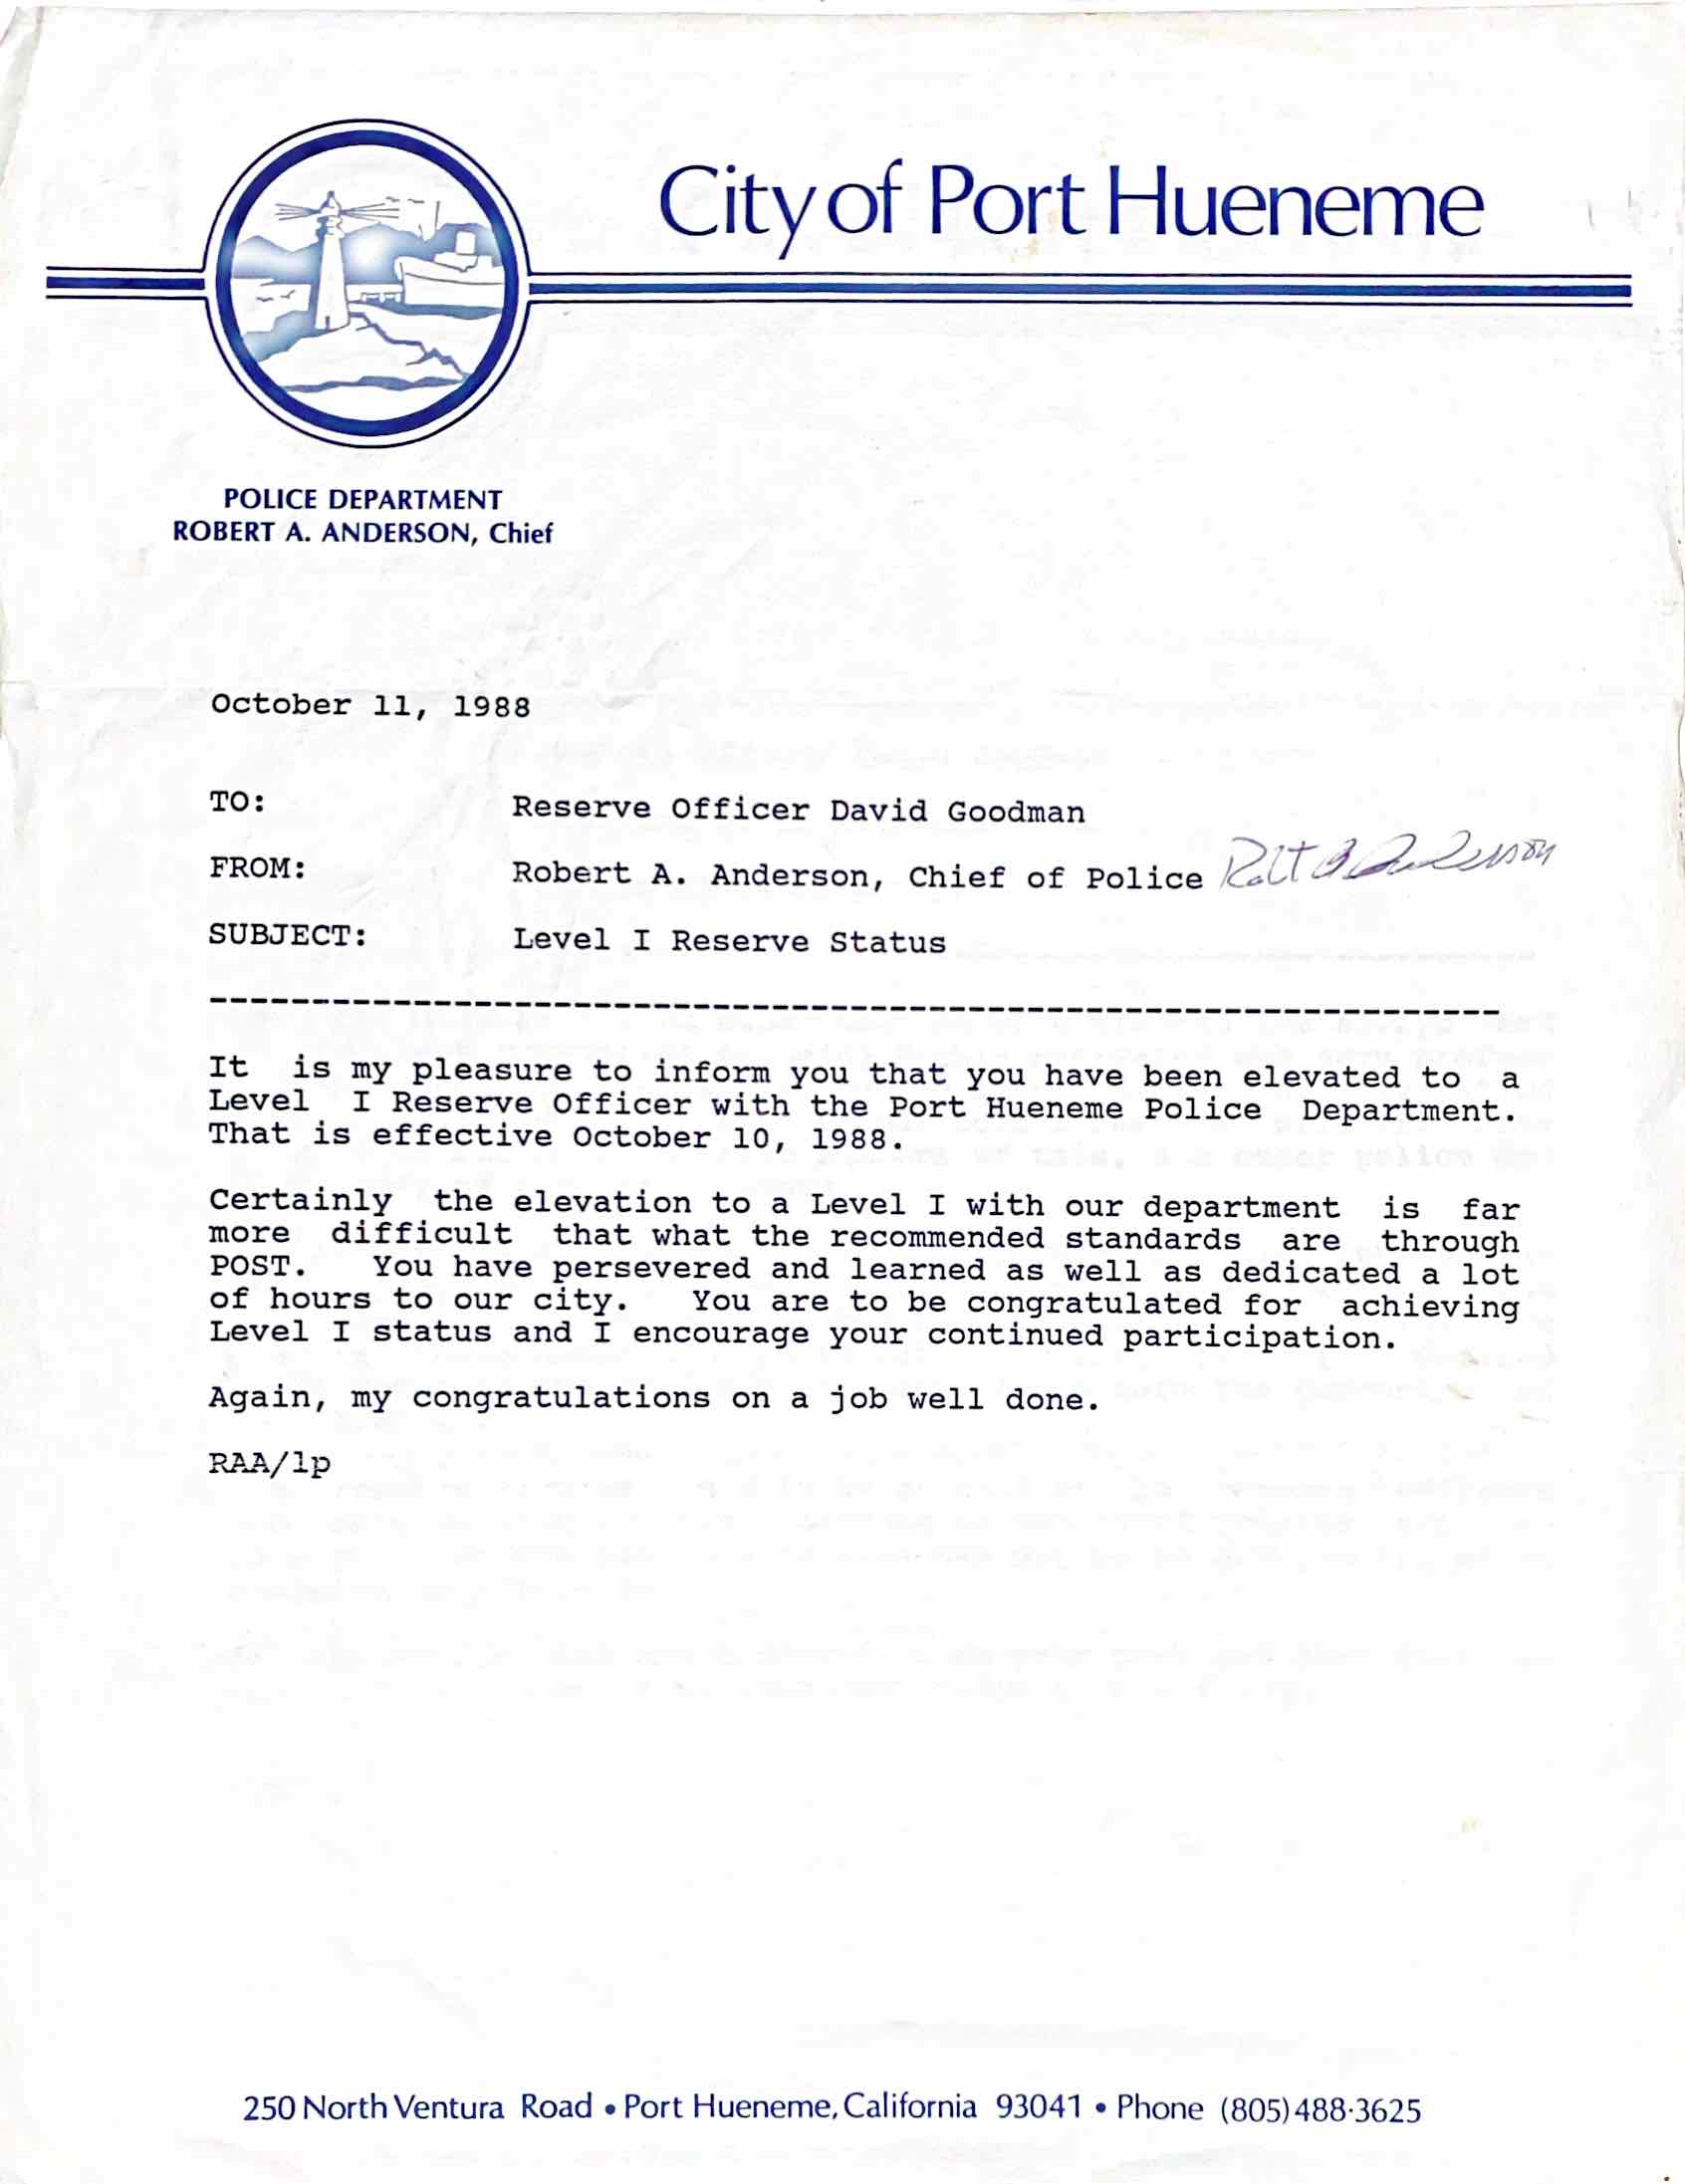 City of Port Hueneme
POLICE DEPARTMENT
ROBERT A. ANDERSON, Chief
October 11, 1988
TO: Reserve Officer David Goodman
FROM: Robert A. Anderson, Chief of Police
SUBJECT: Level I Reserve Status
It is my pleasure to inform you that you have been elevated to a
Level I Reserve Officer with the Port Hueneme Police Department.
That is effective October 10, 1988.
Certainly the elevation to a Level I with our department is far
more difficult that what the recommended standards are through
POST. You have persevered and learned as well as dedicated a lot
of hours to our city. You are to be congratulated for achieving
Level I status and I encourage your continued participation.
Again, my congratulations on a job well done.
RAA/lp
250 North Ventura Road • Port Hueneme, California 93041 • Phone (805) 488-3625